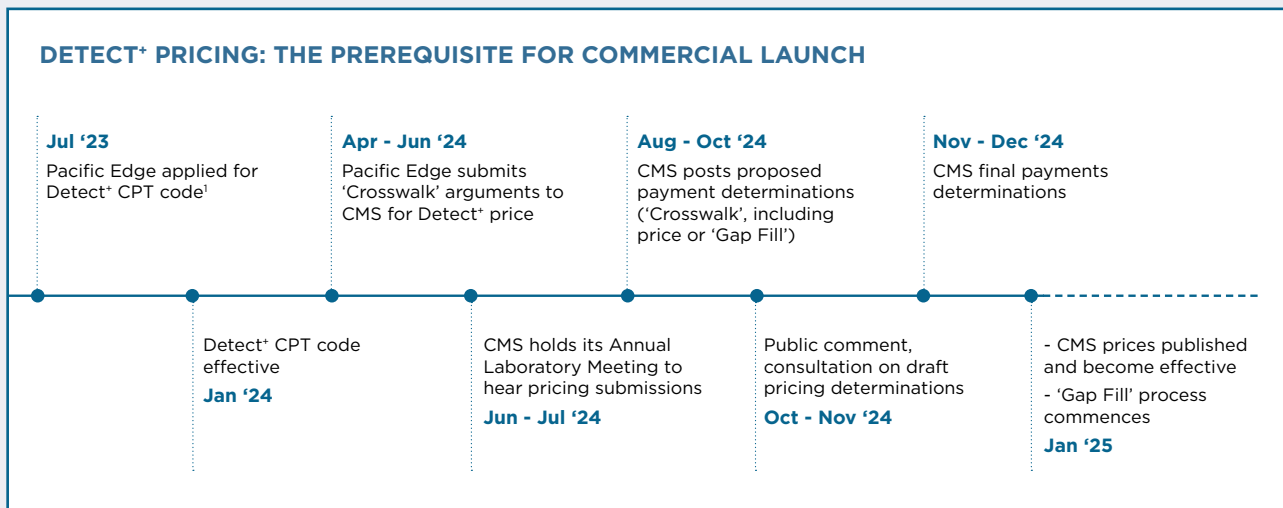 DETECT⁺ PRICING: THE PREREQUISITE FOR COMMERCIAL LAUNCH
Jul ‘23
Pacific Edge applied for
Detect⁺ CPT code¹
Apr - Jun ‘24
Pacific Edge submits
‘Crosswalk’ arguments to
CMS for Detect⁺ price
Aug - Oct ‘24
CMS posts proposed
payment determinations
(‘Crosswalk’, including
price or ‘Gap Fill’)
Nov - Dec ‘24
CMS final payments
determinations
Detect⁺ CPT code
effective
Jan ‘24
CMS holds its Annual
Laboratory Meeting to
hear pricing submissions
Jun - Jul ‘24
Public comment,
consultation on draft
pricing determinations
Oct - Nov ‘24
- CMS prices published
and become effective
- ‘Gap Fill’ process
commences
Jan ‘25